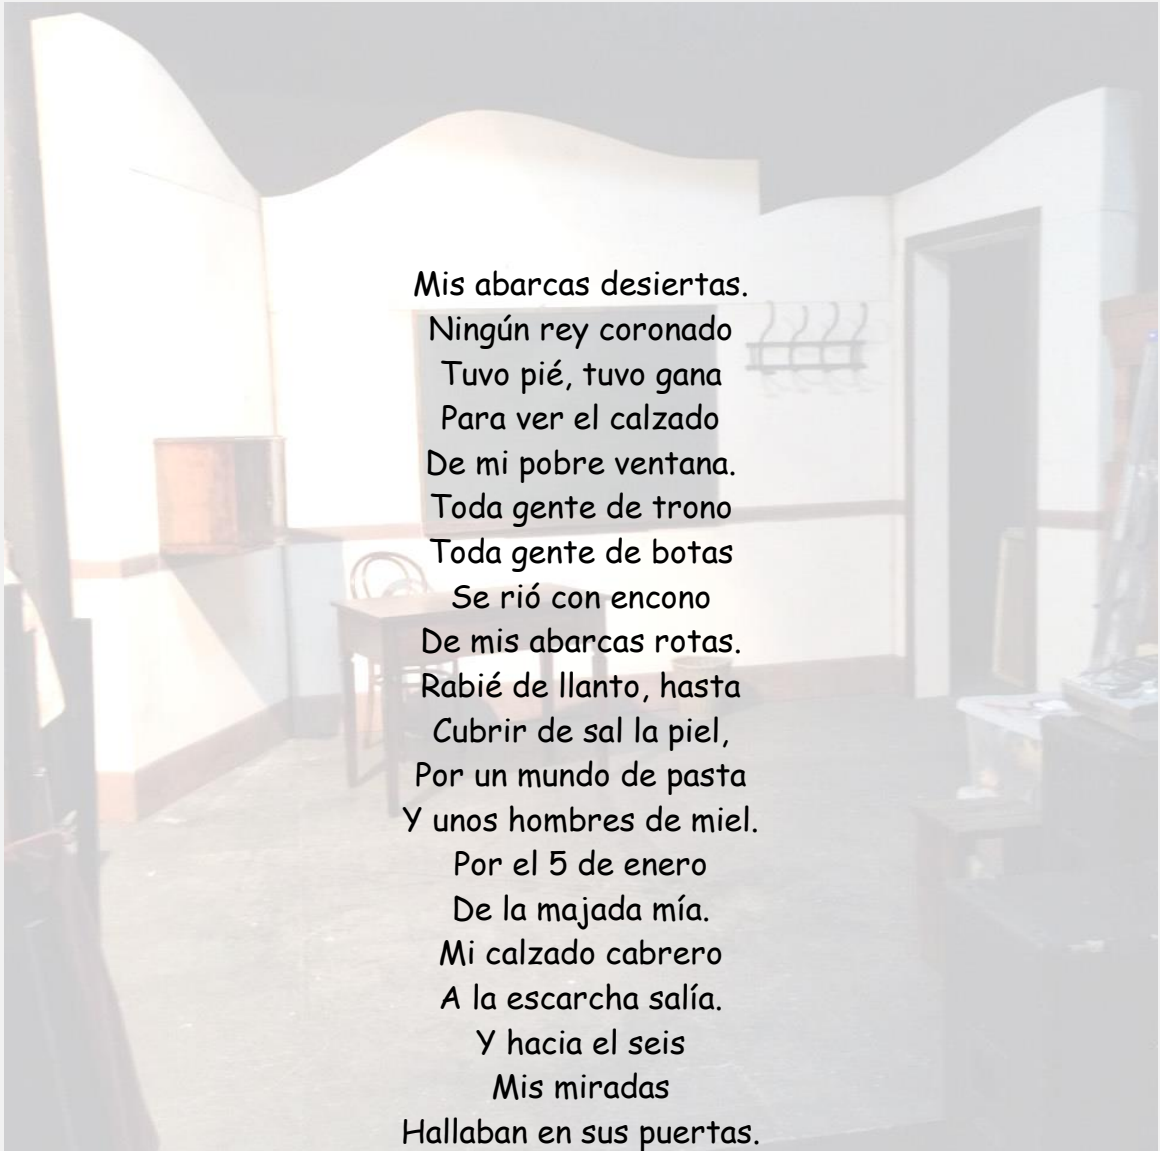 Mis abarcas desiertas.
Ningún rey coronado
Tuvo pié, tuvo gana
Para ver el calzado
De mi pobre ventana.
Toda gente de trono
Toda gente de botas
Se rió con encono
De mis abarcas rotas.
Rabié de llanto, hasta
Cubrir de sal la piel,
Por un mundo de pasta
Y unos hombres de miel.
Por el 5 de enero
De la majada mía.
Mi calzado cabrero
A la escarcha salía.
Y hacia el seis
Mis miradas
Hallaban en sus puertas.